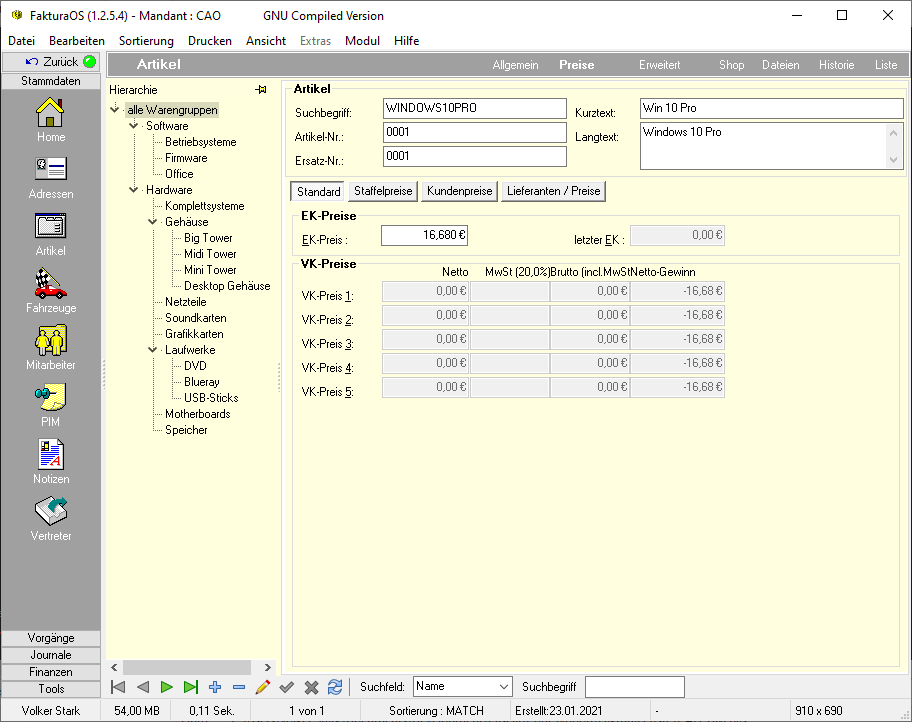 FakturaOS (1.2.5.4) - Mandant : CAO GNU Compiled Version
Datei Bearbeiten Sortierung Drucken Ansicht Extras Modul Hilfe
Zurück
Artikel Allgemein Preise Erweitert Shop Dateien Historie Liste
Stammdaten
Home
Adressen
Artikel
Fahrzeuge
Mitarbeiter
PIM
Notizen
Vertreter
Vorgänge
Journale
Finanzen
Tools
Hierarchie
alle Warengruppen
Software
Betriebsysteme
Firmware
Office
Hardware
Komplettsysteme
Gehäuse
Big Tower
Midi Tower
Mini Tower
Desktop Gehäuse
Netzteile
Soundkarten
Grafikkarten
Laufwerke
DVD
Blueray
USB-Sticks
Motherboards
Speicher
Artikel
Suchbegriff: WINDOWS10PRO Kurztext: Win 10 Pro
Artikel-Nr.: 0001 Langtext: Windows 10 Pro
Ersatz-Nr.: 0001
Standard Staffelpreise Kundenpreise Lieferanten / Preise
EK-Preise
EK-Preis : 16,680 € letzter EK : 0,00 €
VK-Preise
Netto MwSt (20,0%) Brutto (incl.MwSt Netto-Gewinn
VK-Preis 1: 0,00 € 0,00 € -16,68 €
VK-Preis 2: 0,00 € 0,00 € -16,68 €
VK-Preis 3: 0,00 € 0,00 € -16,68 €
VK-Preis 4: 0,00 € 0,00 € -16,68 €
VK-Preis 5: 0,00 € 0,00 € -16,68 €
Suchfeld: Name Suchbegriff
Volker Stark 54,00 MB 0,11 Sek. 1 von 1 Sortierung : MATCH Erstellt:23.01.2021 - 910 x 690